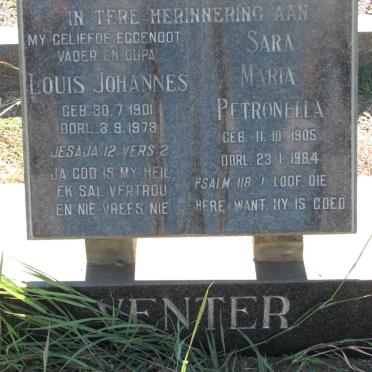 IN TERE HERINNERING AAN
MY GELIEFDE EGGENOOT
VADER EN OUPA
LOUIS JOHANNES
GEB. 30.7.1901
OORL. 3.9.1979
JESAJA 12 VERS 2
JA GOD IS MY HEIL,
EK SAL VERTROU
EN NIE VREES NIE
SARA
MARIA
PETRONELLA
GEB. 11.10.1905
OORL. 23.1.1984
PSALM 118:1 LOOF DIE
HERE WANT HY IS GOED
VENTER